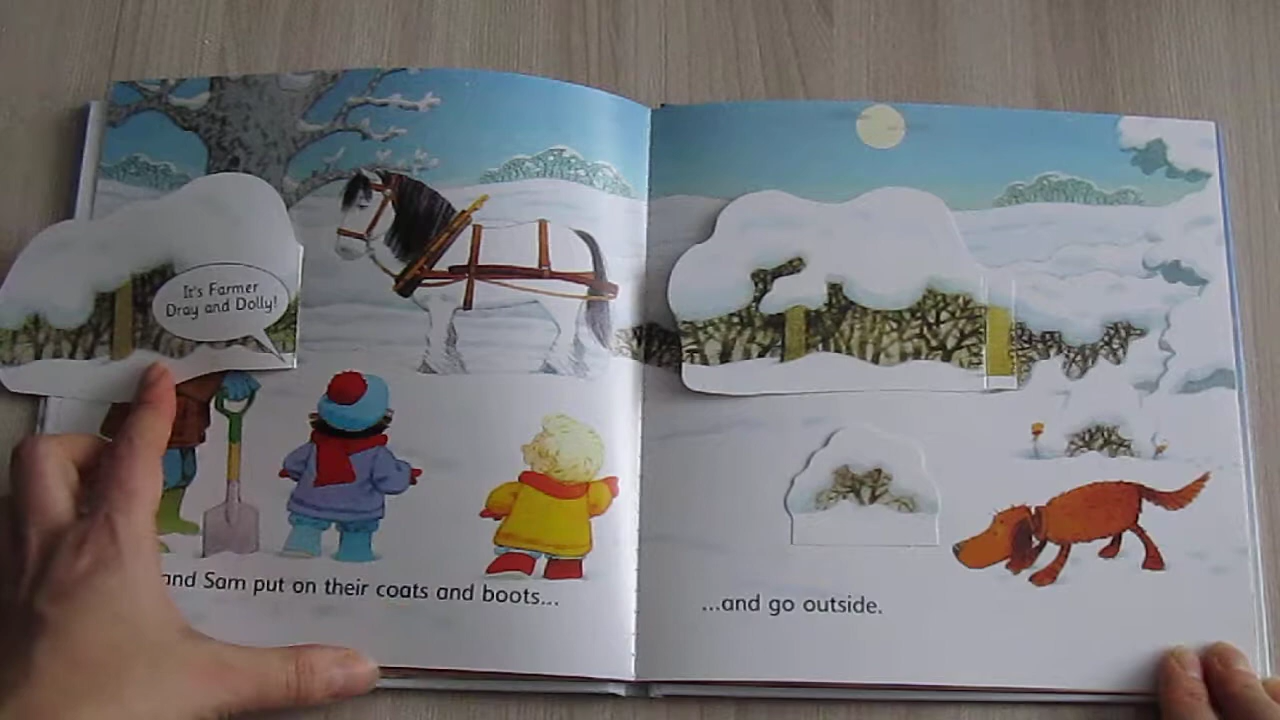 It's Farmer
Dray and Dolly!
and Sam put on their coats and boots...
...and go outside.